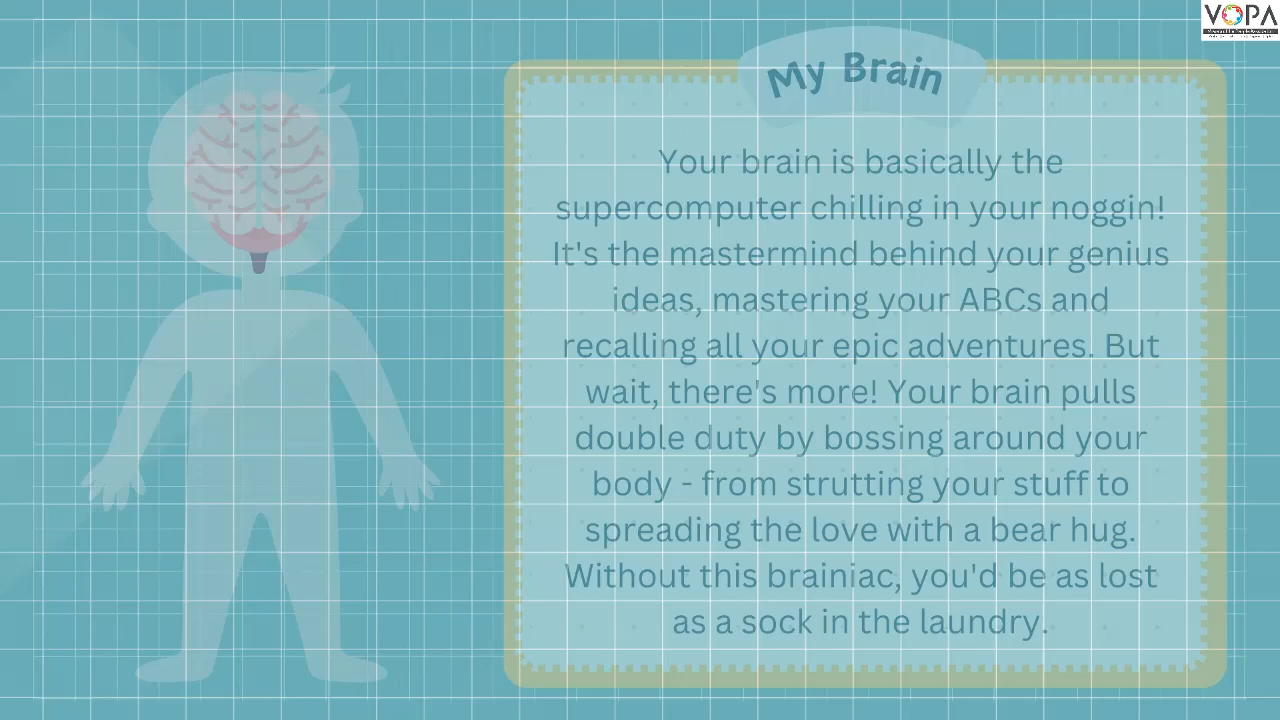 VOPA
My Brain
Your brain is basically the
supercomputer chilling in your noggin!
It's the mastermind behind your genius
ideas, mastering your ABCs and
recalling all your epic adventures. But
wait, there's more! Your brain pulls
double duty by bossing around your
body - from strutting your stuff to
spreading the love with a bear hug.
Without this brainiac, you'd be as lost
as a sock in the laundry.